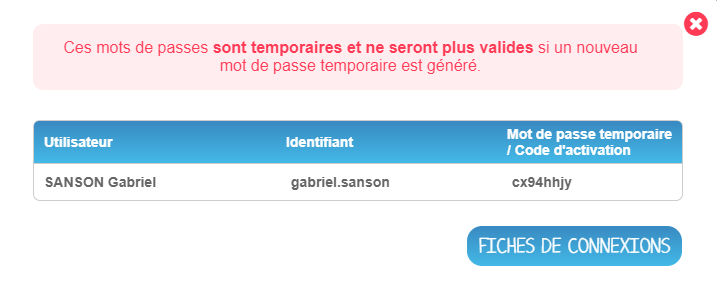 Ces mots de passes sont temporaires et ne seront plus valides si un nouveau
mot de passe temporaire est généré.
Utilisateur Identifiant Mot de passe temporaire
/ Code d'activation
SANSON Gabriel gabriel.sanson cx94hhjy
FICHES DE CONNEXIONS